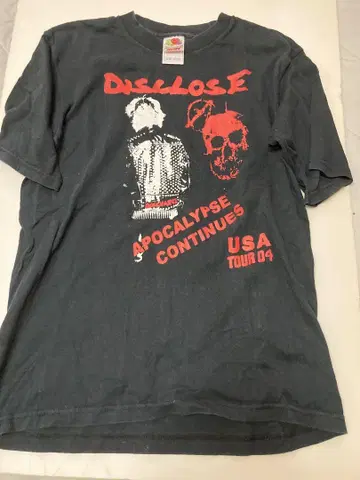 DISCLOSE
APOCALYPSE
CONTINUES
USA
TOUR 04